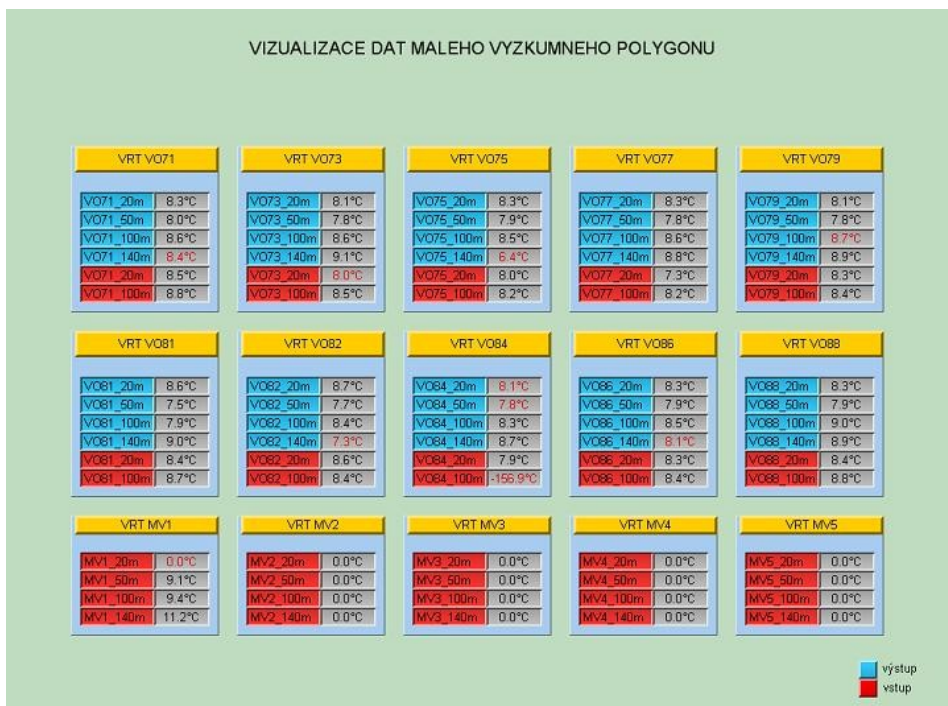 VIZUALIZACE DAT MALEHO VYZKUMNEHO POLYGONU
VRT VO71
VO71_20m 8.3°C
VO71_50m 8.0°C
VO71_100m 8.6°C
VO71_140m 8.4°C
VO71_20m 8.5°C
VO71_100m 8.8°C
VRT VO73
VO73_20m 8.1°C
VO73_50m 7.8°C
VO73_100m 8.6°C
VO73_140m 9.1°C
VO73_20m 8.0°C
VO73_100m 8.5°C
VRT VO75
VO75_20m 8.3°C
VO75_50m 7.9°C
VO75_100m 8.5°C
VO75_140m 6.4°C
VO75_20m 8.0°C
VO75_100m 8.2°C
VRT VO77
VO77_20m 8.3°C
VO77_50m 7.8°C
VO77_100m 8.6°C
VO77_140m 8.8°C
VO77_20m 7.3°C
VO77_100m 8.2°C
VRT VO79
VO79_20m 8.1°C
VO79_50m 7.8°C
VO79_100m 8.7°C
VO79_140m 8.9°C
VO79_20m 8.3°C
VO79_100m 8.4°C
VRT VO81
VO81_20m 8.6°C
VO81_50m 7.5°C
VO81_100m 7.9°C
VO81_140m 9.0°C
VO81_20m 8.4°C
VO81_100m 8.7°C
VRT VO82
VO82_20m 8.7°C
VO82_50m 7.7°C
VO82_100m 8.4°C
VO82_140m 7.3°C
VO82_20m 8.6°C
VO82_100m 8.4°C
VRT VO84
VO84_20m 8.1°C
VO84_50m 7.8°C
VO84_100m 8.3°C
VO84_140m 8.7°C
VO84_20m 7.9°C
VO84_100m -156.9°C
VRT VO86
VO86_20m 8.3°C
VO86_50m 7.9°C
VO86_100m 8.5°C
VO86_140m 8.1°C
VO86_20m 8.3°C
VO86_100m 8.4°C
VRT VO88
VO88_20m 8.3°C
VO88_50m 7.9°C
VO88_100m 9.0°C
VO88_140m 8.9°C
VO88_20m 8.4°C
VO88_100m 8.8°C
VRT MV1
MV1_20m 0.0°C
MV1_50m 9.1°C
MV1_100m 9.4°C
MV1_140m 11.2°C
VRT MV2
MV2_20m 0.0°C
MV2_50m 0.0°C
MV2_100m 0.0°C
MV2_140m 0.0°C
VRT MV3
MV3_20m 0.0°C
MV3_50m 0.0°C
MV3_100m 0.0°C
MV3_140m 0.0°C
VRT MV4
MV4_20m 0.0°C
MV4_50m 0.0°C
MV4_100m 0.0°C
MV4_140m 0.0°C
VRT MV5
MV5_20m 0.0°C
MV5_50m 0.0°C
MV5_100m 0.0°C
MV5_140m 0.0°C
výstup
vstup